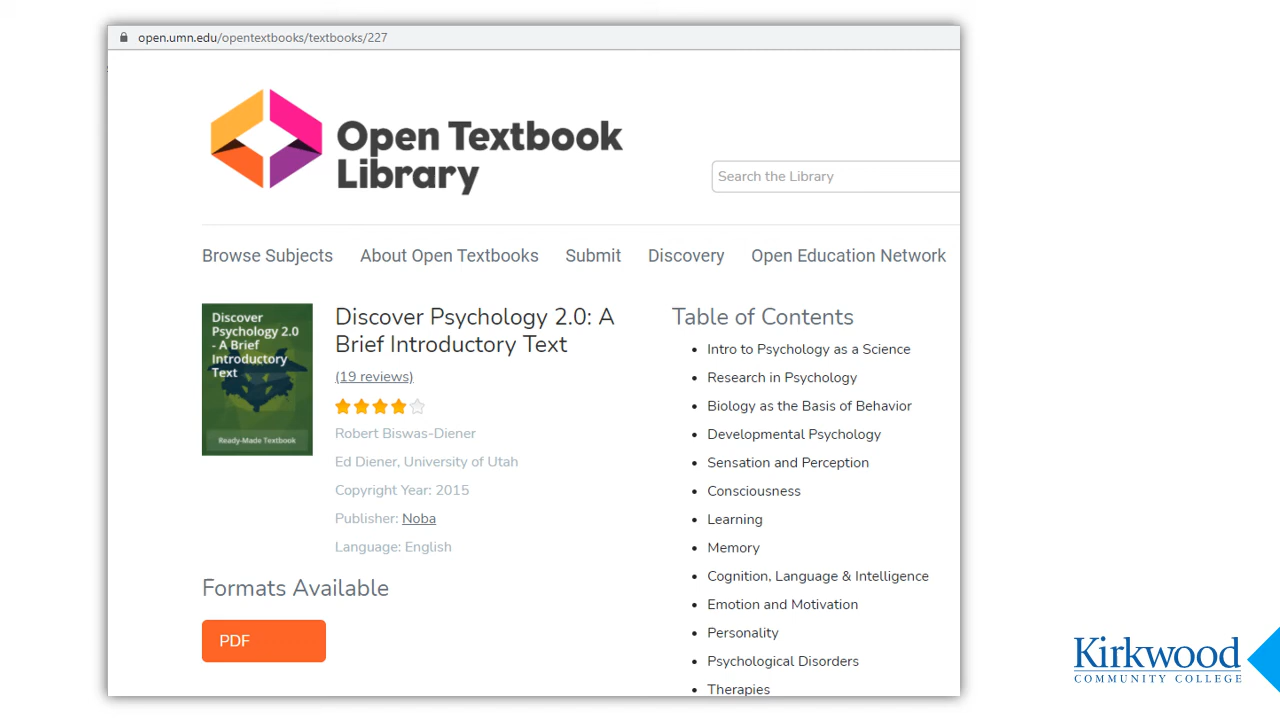 open.umn.edu/opentextbooks/textbooks/227
Open Textbook
Library
Search the Library
Browse Subjects
About Open Textbooks
Submit
Discovery
Open Education Network
Discover
Psychology 2.0
- A Brief
Introductory
Text
Ready-Made Textbook
Discover Psychology 2.0: A
Brief Introductory Text
(19 reviews)
Robert Biswas-Diener
Ed Diener, University of Utah
Copyright Year: 2015
Publisher: Noba
Language: English
Formats Available
PDF
Table of Contents
• Intro to Psychology as a Science
• Research in Psychology
• Biology as the Basis of Behavior
• Developmental Psychology
• Sensation and Perception
• Consciousness
• Learning
• Memory
• Cognition, Language & Intelligence
• Emotion and Motivation
• Personality
• Psychological Disorders
• Therapies
Kirkwood
COMMUNITY COLLEGE